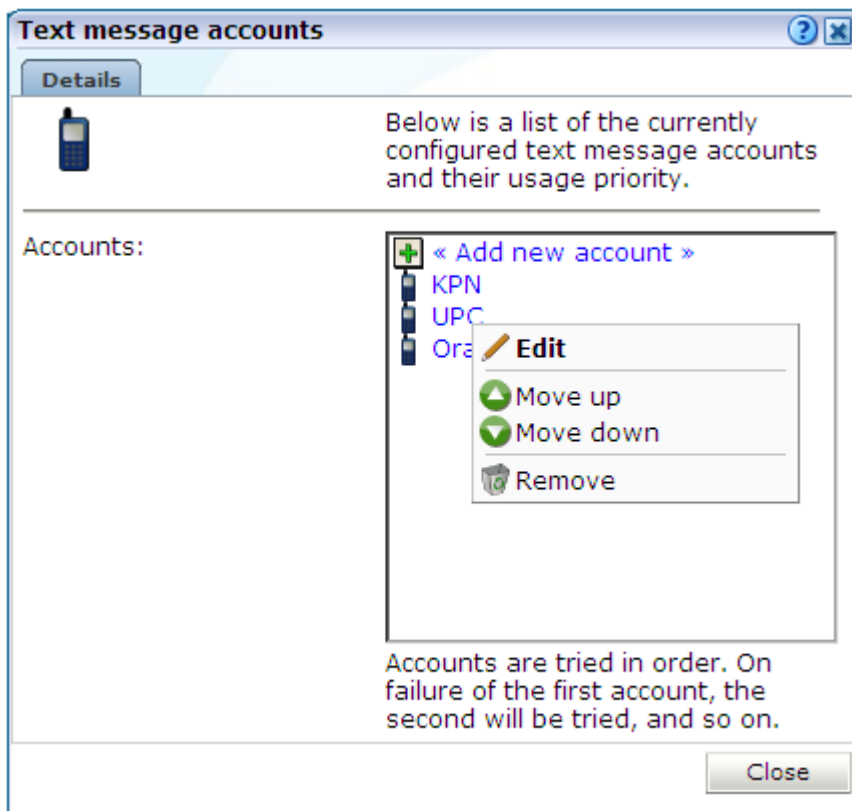 Text message accounts
Details
Below is a list of the currently
configured text message accounts
and their usage priority.
Accounts:
« Add new account »
KPN
UPC
Edit
Move up
Move down
Remove
Accounts are tried in order. On
failure of the first account, the
second will be tried, and so on.
Close